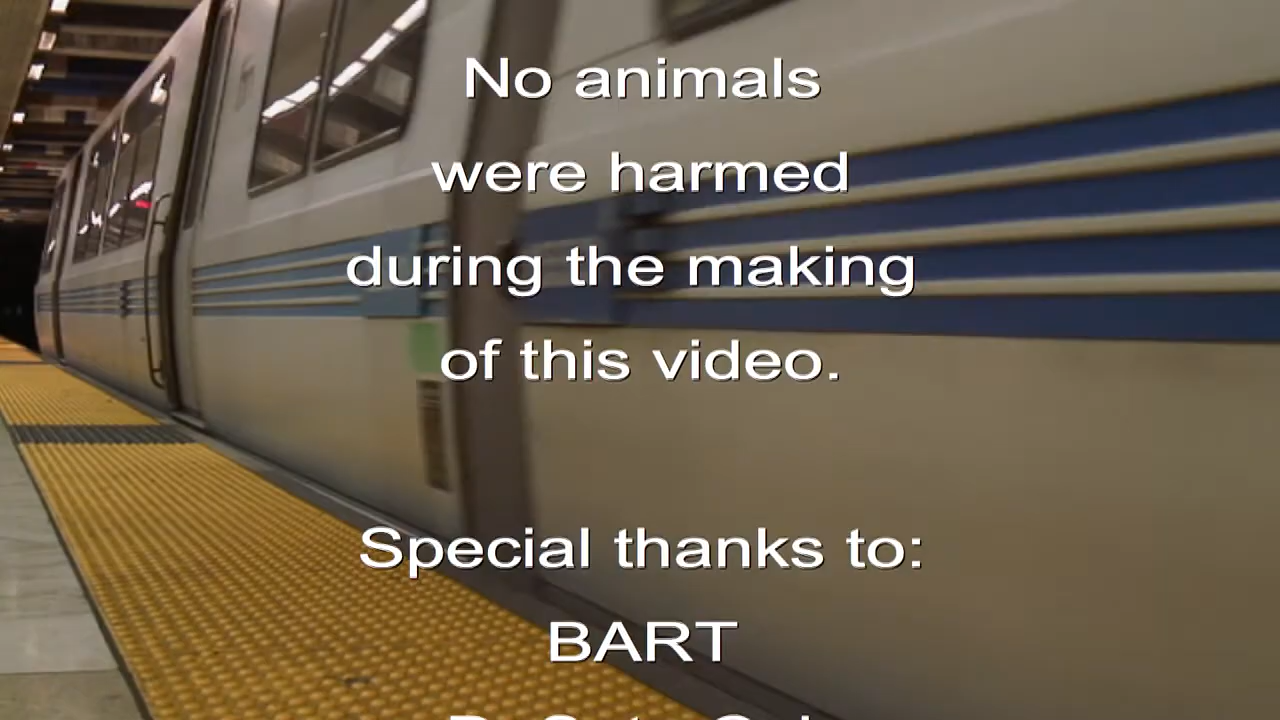 No animals
were harmed
during the making
of this video.
Special thanks to:
BART